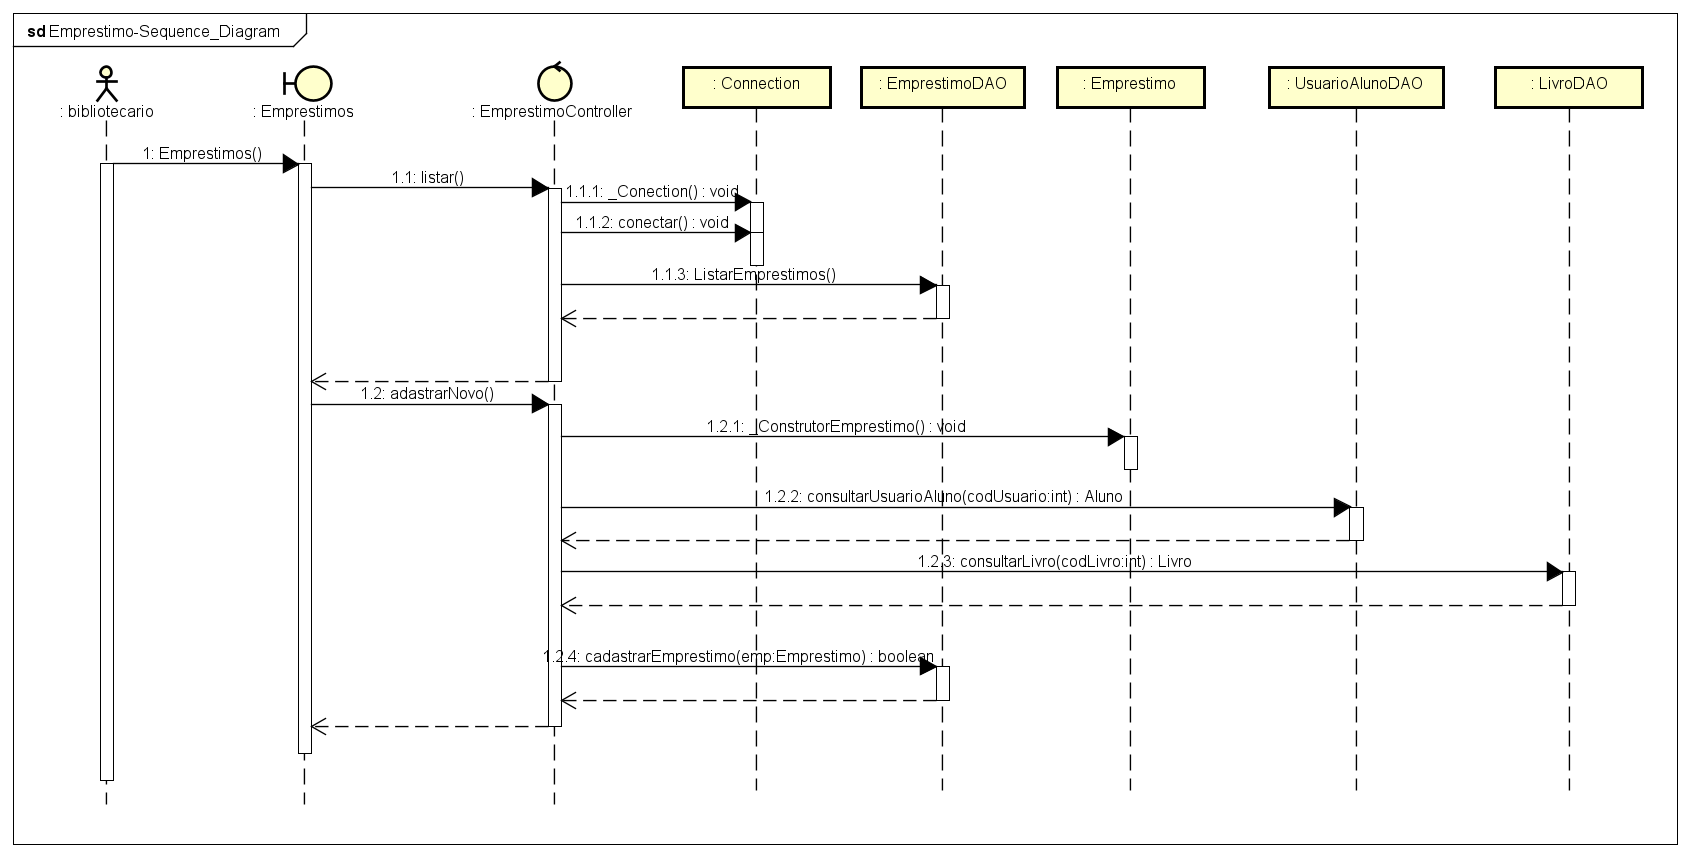 sd Emprestimo-Sequence_Diagram
: bibliotecario
: Emprestimos
: EmprestimoController
: Connection
: EmprestimoDAO
: Emprestimo
: UsuarioAlunoDAO
: LivroDAO
1: Emprestimos()
1.1: listar()
1.1.1: _Conection() : void
1.1.2: conectar() : void
1.1.3: ListarEmprestimos()
1.2: adastrarNovo()
1.2.1: _ConstrutorEmprestimo() : void
1.2.2: consultarUsuarioAluno(codUsuario:int) : Aluno
1.2.3: consultarLivro(codLivro:int) : Livro
1.2.4: cadastrarEmprestimo(emp:Emprestimo) : boolean